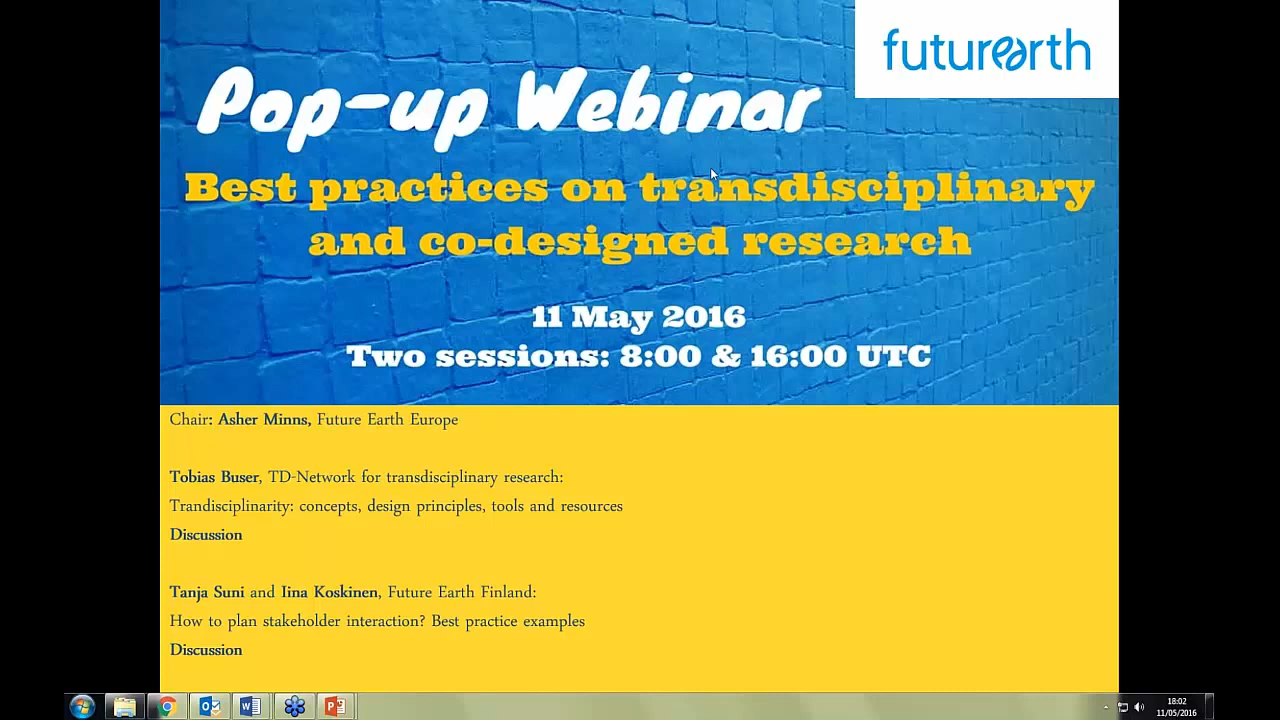 futurearth
Pop-up Webinar
Best practices on transdisciplinary
and co-designed research
11 May 2016
Two sessions: 8:00 & 16:00 UTC
Chair: Asher Minns, Future Earth Europe
Tobias Buser, TD-Network for transdisciplinary research:
Trandisciplinarity: concepts, design principles, tools and resources
Discussion
Tanja Suni and Iina Koskinen, Future Earth Finland:
How to plan stakeholder interaction? Best practice examples
Discussion
18:02
11/05/2016